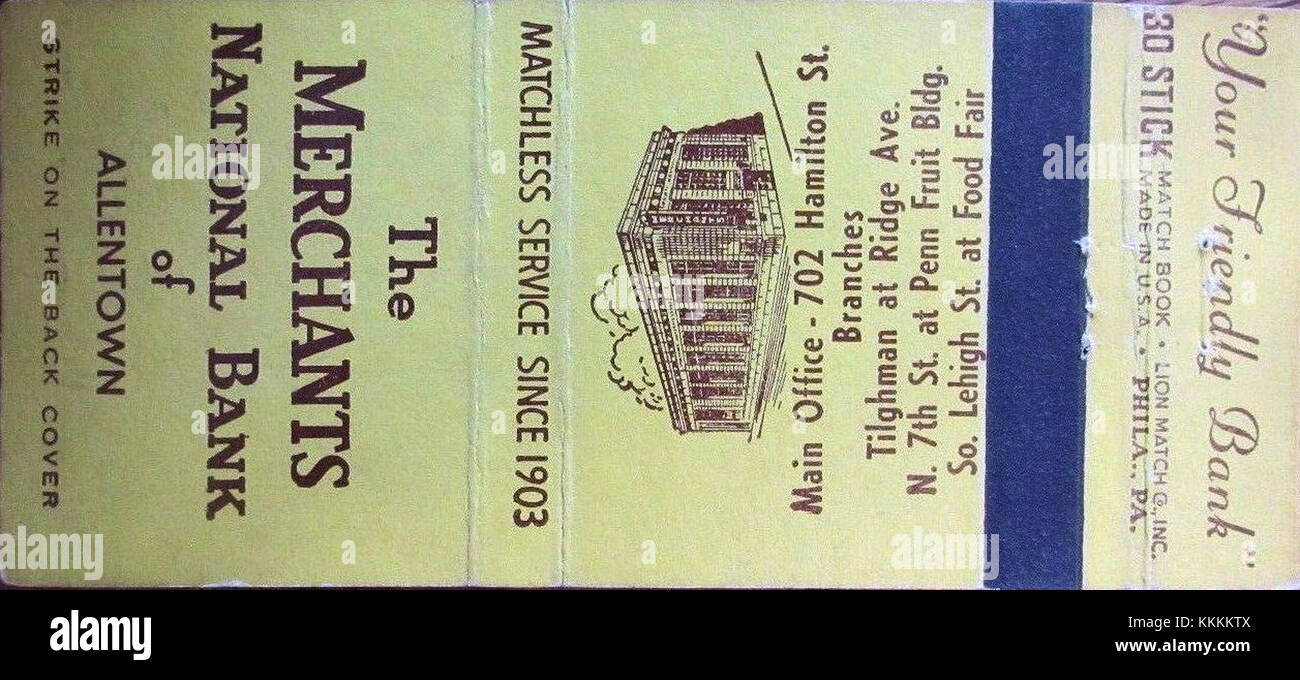 The
MERCHANTS
NATIONAL BANK
of
ALLENTOWN
STRIKE ON THE BACK COVER
MATCHLESS SERVICE SINCE 1903
Main Office - 702 Hamilton St.
Branches
Tilghman at Ridge Ave.
N. 7th St. at Penn Fruit Bldg.
So. Lehigh St. at Food Fair
30 STICK MATCH BOOK • LION MATCH Co., INC.
MADE IN U.S.A. • PHILA., PA.
"Your Friendly Bank"
alamy
alamy
alamy
alamy
alamy
alamy
alamy
a
a
a
a
a
a
a
alamy
Image ID: KKKKTX
www.alamy.com